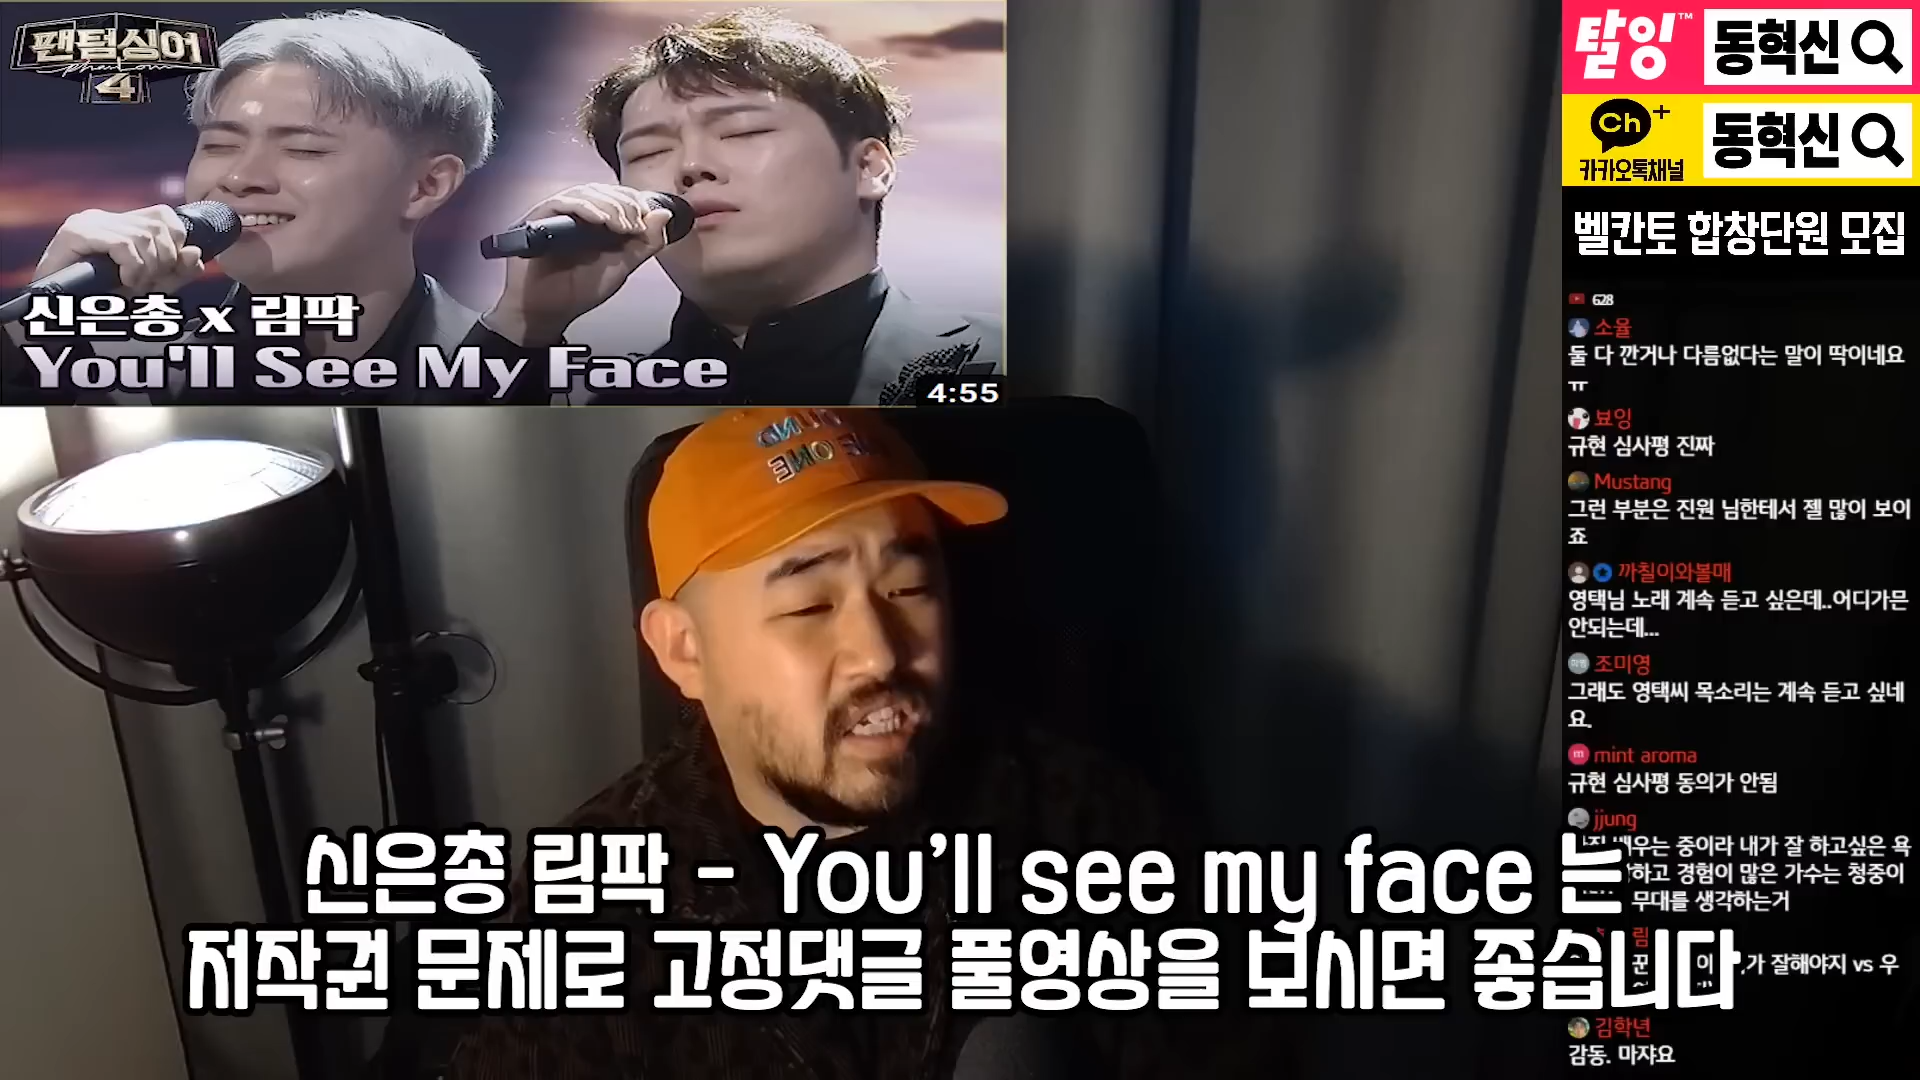 팬텀싱어
Phantom
4
신은총 x 림팍
You'll See My Face
4:55
탈잉™ 동혁신
Ch+
카카오톡채널
동혁신
벨칸토 합창단원 모집
628
소율
둘 다 깐거나 다름없다는 말이 딱이네요
ㅠ
뵤잉
규현 심사평 진짜
Mustang
그런 부분은 진원 님한테서 젤 많이 보이
죠
까칠이와볼매
영택님 노래 계속 듣고 싶은데..어디가믄
안되는데...
조미영
그래도 영택씨 목소리는 계속 듣고 싶네
요.
m mint aroma
규현 심사평 동의가 안됨
jjung
배우는 중이라 내가 잘 하고싶은 욕
하고 경험이 많은 가수는 청중이
무대를 생각하는거
림
가 잘해야지 vs 우
김학년
감동. 마쟈요
ONE
신은총 림팍 - You’ll see my face 는
저작권 문제로 고정댓글 풀영상을 보시면 좋습니다